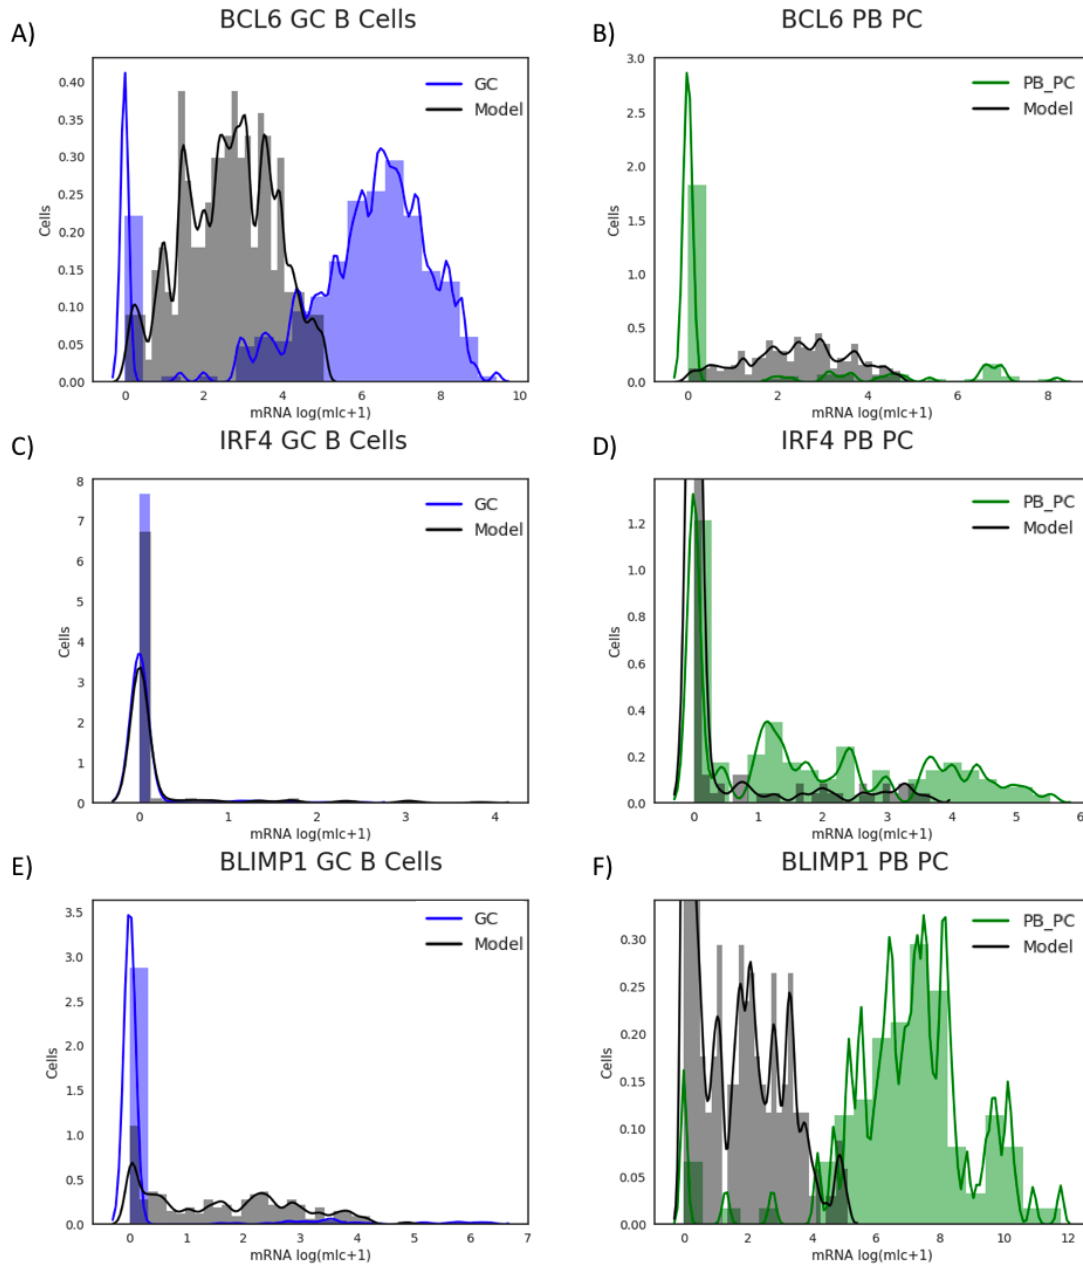 A)
BCL6 GC B Cells
GC
Model
0.40
0.35
0.30
0.25
0.20
0.15
0.10
0.05
0.00
Cells
0 2 4 6 8 10
mRNA log(mlc+1)
B)
BCL6 PB PC
PB_PC
Model
3.0
2.5
2.0
1.5
1.0
0.5
0.0
Cells
0 2 4 6 8
mRNA log(mlc+1)
C)
IRF4 GC B Cells
GC
Model
8
7
6
5
4
3
2
1
0
Cells
0 1 2 3 4
mRNA log(mlc+1)
D)
IRF4 PB PC
PB_PC
Model
1.2
1.0
0.8
0.6
0.4
0.2
0.0
Cells
0 1 2 3 4 5 6
mRNA log(mlc+1)
E)
BLIMP1 GC B Cells
GC
Model
3.5
3.0
2.5
2.0
1.5
1.0
0.5
0.0
Cells
0 1 2 3 4 5 6 7
mRNA log(mlc+1)
F)
BLIMP1 PB PC
PB_PC
Model
0.30
0.25
0.20
0.15
0.10
0.05
0.00
Cells
0 2 4 6 8 10 12
mRNA log(mlc+1)